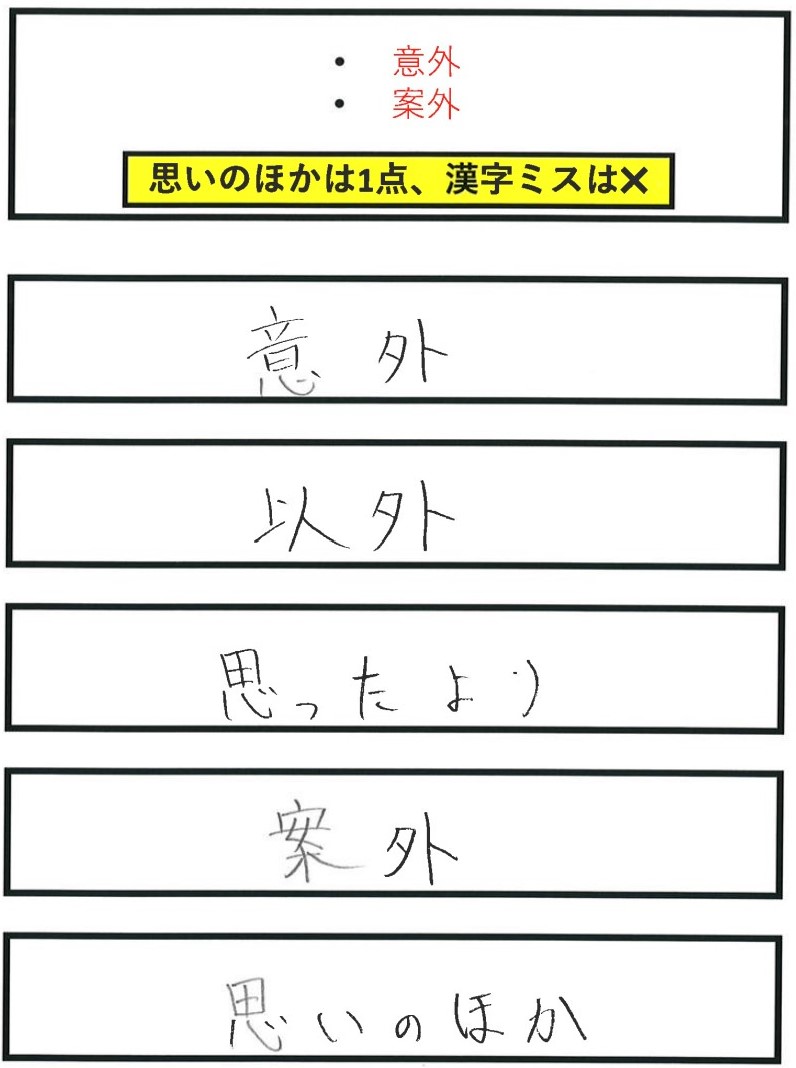 • 意外
• 案外
思いのほかは1点、漢字ミスは×
意外
以外
思ったよう
案外
思いのほか